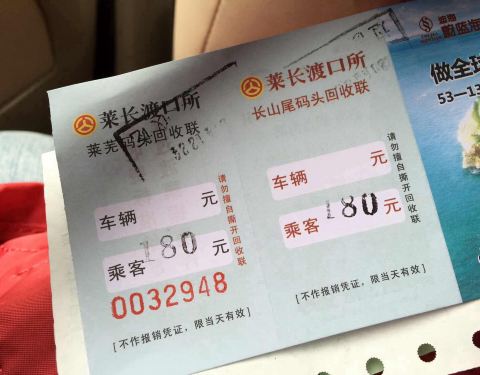 莱长渡口所
莱芜码头回收联
车辆 元
180
乘客 元
0032948
[不作报销凭证，限当天有效]
请勿擅自撕开回收联
莱长渡口所
长山尾码头回收联
车辆 元
180
乘客 元
[不作报销凭证，限当天有效]
请勿擅自撕开回收联
蔚蓝海
做全球
53—13